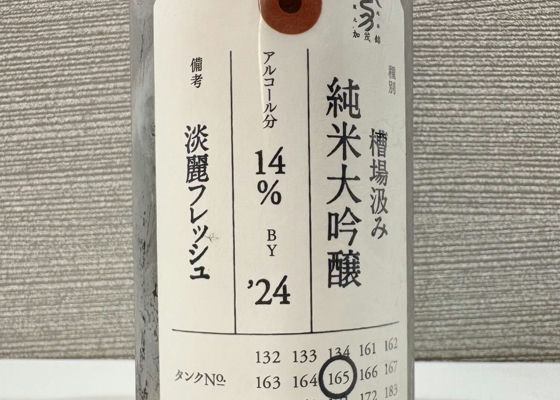 種別
槽場汲み
純米大吟醸
アルコール分
14
%
BY
’24
備考
淡麗フレッシュ
タンクNo.
132 133 134 161 162
163 164 165 166 167
172 183